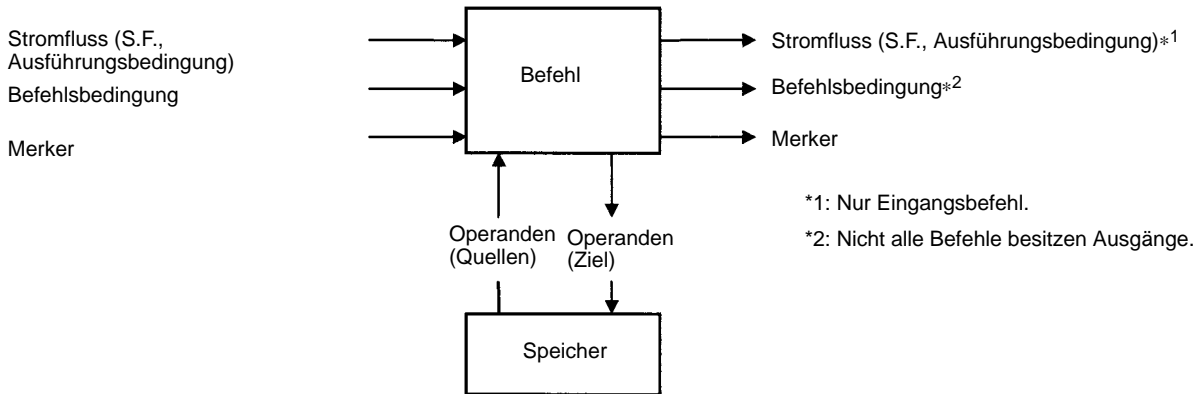 Stromfluss (S.F.,
Ausführungsbedingung)
Befehlsbedingung
Merker
Befehl
Stromfluss (S.F., Ausführungsbedingung)*1
Befehlsbedingung*2
Merker
*1: Nur Eingangsbefehl.
*2: Nicht alle Befehle besitzen Ausgänge.
Operanden
(Quellen)
Operanden
(Ziel)
Speicher